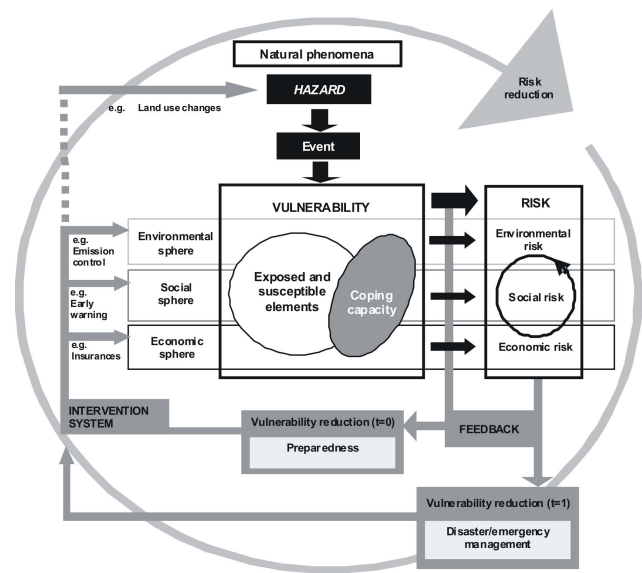 Natural phenomena
HAZARD
Risk
reduction
e.g. Land use changes
Event
VULNERABILITY
RISK
e.g.
Emission
control
Environmental
sphere
Environmental
risk
Exposed and
susceptible
elements
Coping
capacity
e.g.
Early
warning
Social
sphere
Social risk
e.g.
Insurances
Economic
sphere
Economic risk
INTERVENTION
SYSTEM
Vulnerability reduction (t=0)
Preparedness
FEEDBACK
Vulnerability reduction (t=1)
Disaster/emergency
management